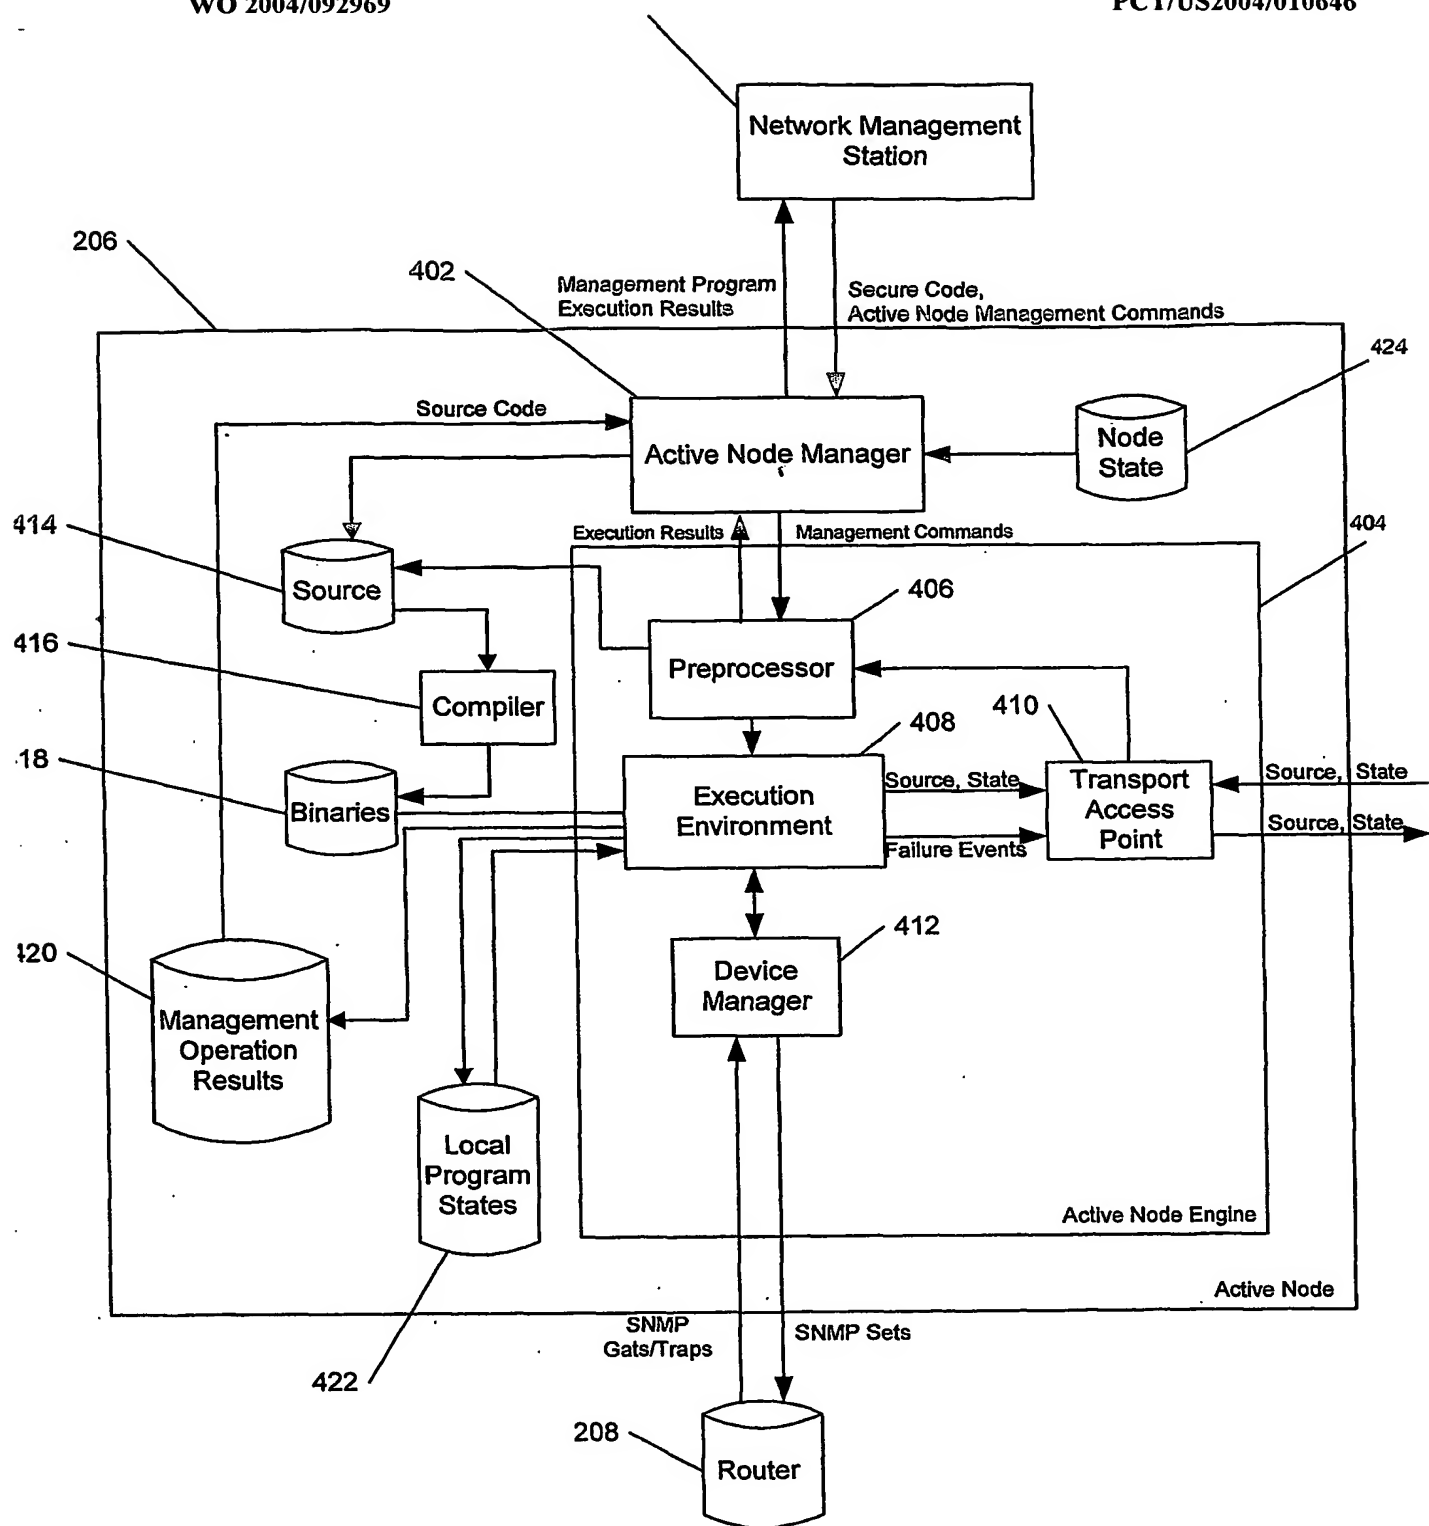 WO 2004/092969
PCT/US2004/010646
Network Management
Station
206
402
Management Program
Execution Results
Secure Code,
Active Node Management Commands
424
Source Code
Active Node Manager
Node
State
414
Execution Results
Management Commands
404
Source
406
416
Preprocessor
Compiler
410
408
18
Binaries
Execution
Environment
Source, State
Failure Events
Transport
Access
Point
Source, State
Source, State
420
412
Device
Manager
Management
Operation
Results
Local
Program
States
Active Node Engine
Active Node
SNMP
Gats/Traps
SNMP Sets
422
208
Router